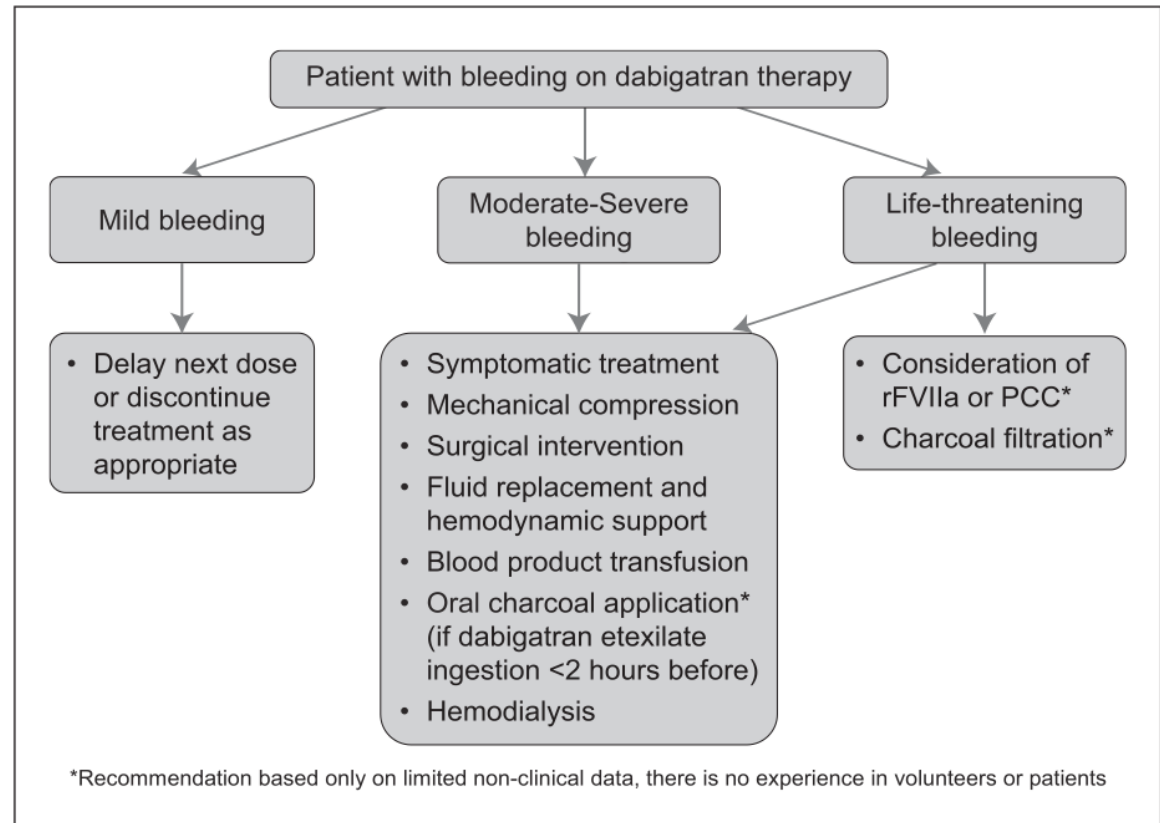 Patient with bleeding on dabigatran therapy
Mild bleeding
Moderate-Severe
bleeding
Life-threatening
bleeding
• Delay next dose
or discontinue
treatment as
appropriate
• Symptomatic treatment
• Mechanical compression
• Surgical intervention
• Fluid replacement and
hemodynamic support
• Blood product transfusion
• Oral charcoal application*
(if dabigatran etexilate
ingestion <2 hours before)
• Hemodialysis
• Consideration of
rFVIIa or PCC*
• Charcoal filtration*
*Recommendation based only on limited non-clinical data, there is no experience in volunteers or patients